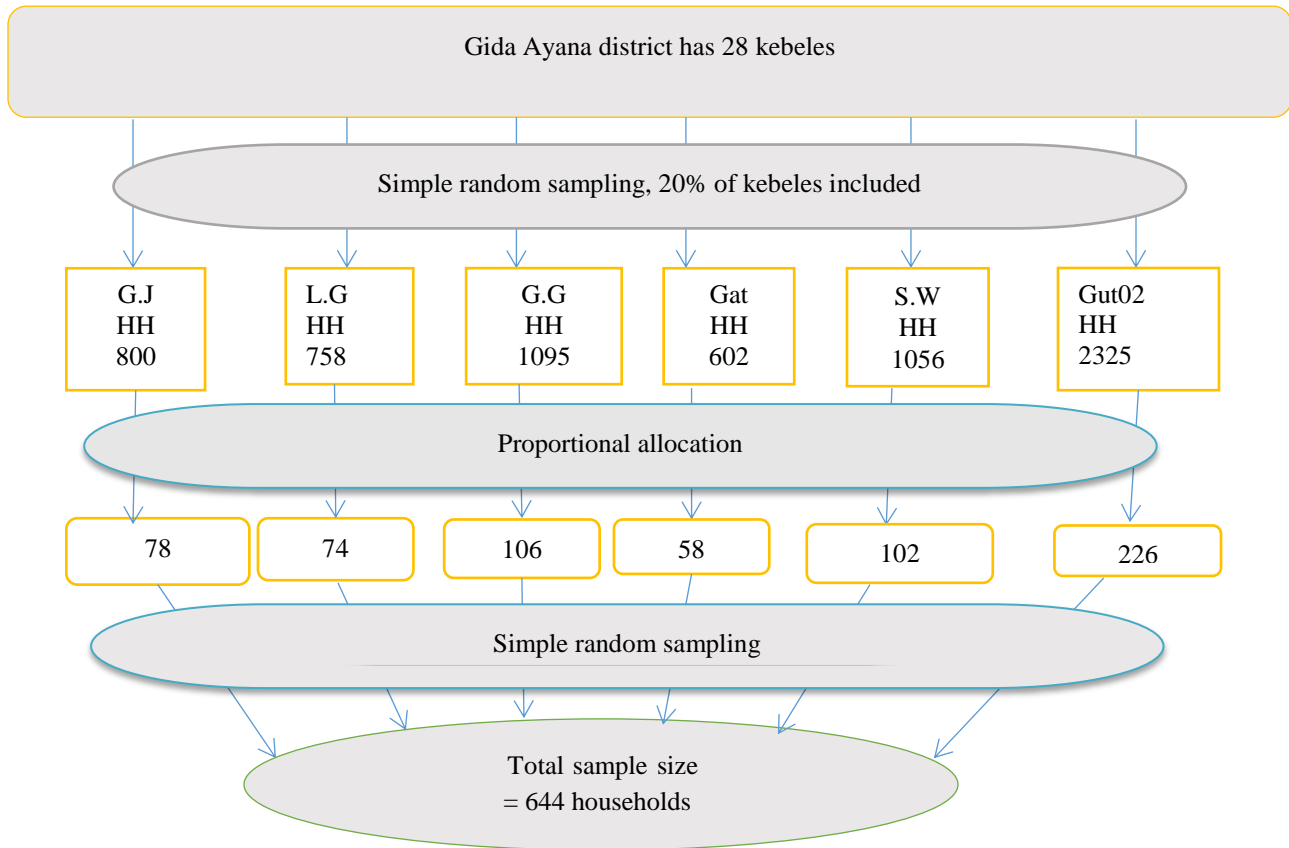 Gida Ayana district has 28 kebeles
Simple random sampling, 20% of kebeles included
G.J
HH
800
L.G
HH
758
G.G
HH
1095
Gat
HH
602
S.W
HH
1056
Gut02
HH
2325
Proportional allocation
78
74
106
58
102
226
Simple random sampling
Total sample size
= 644 households